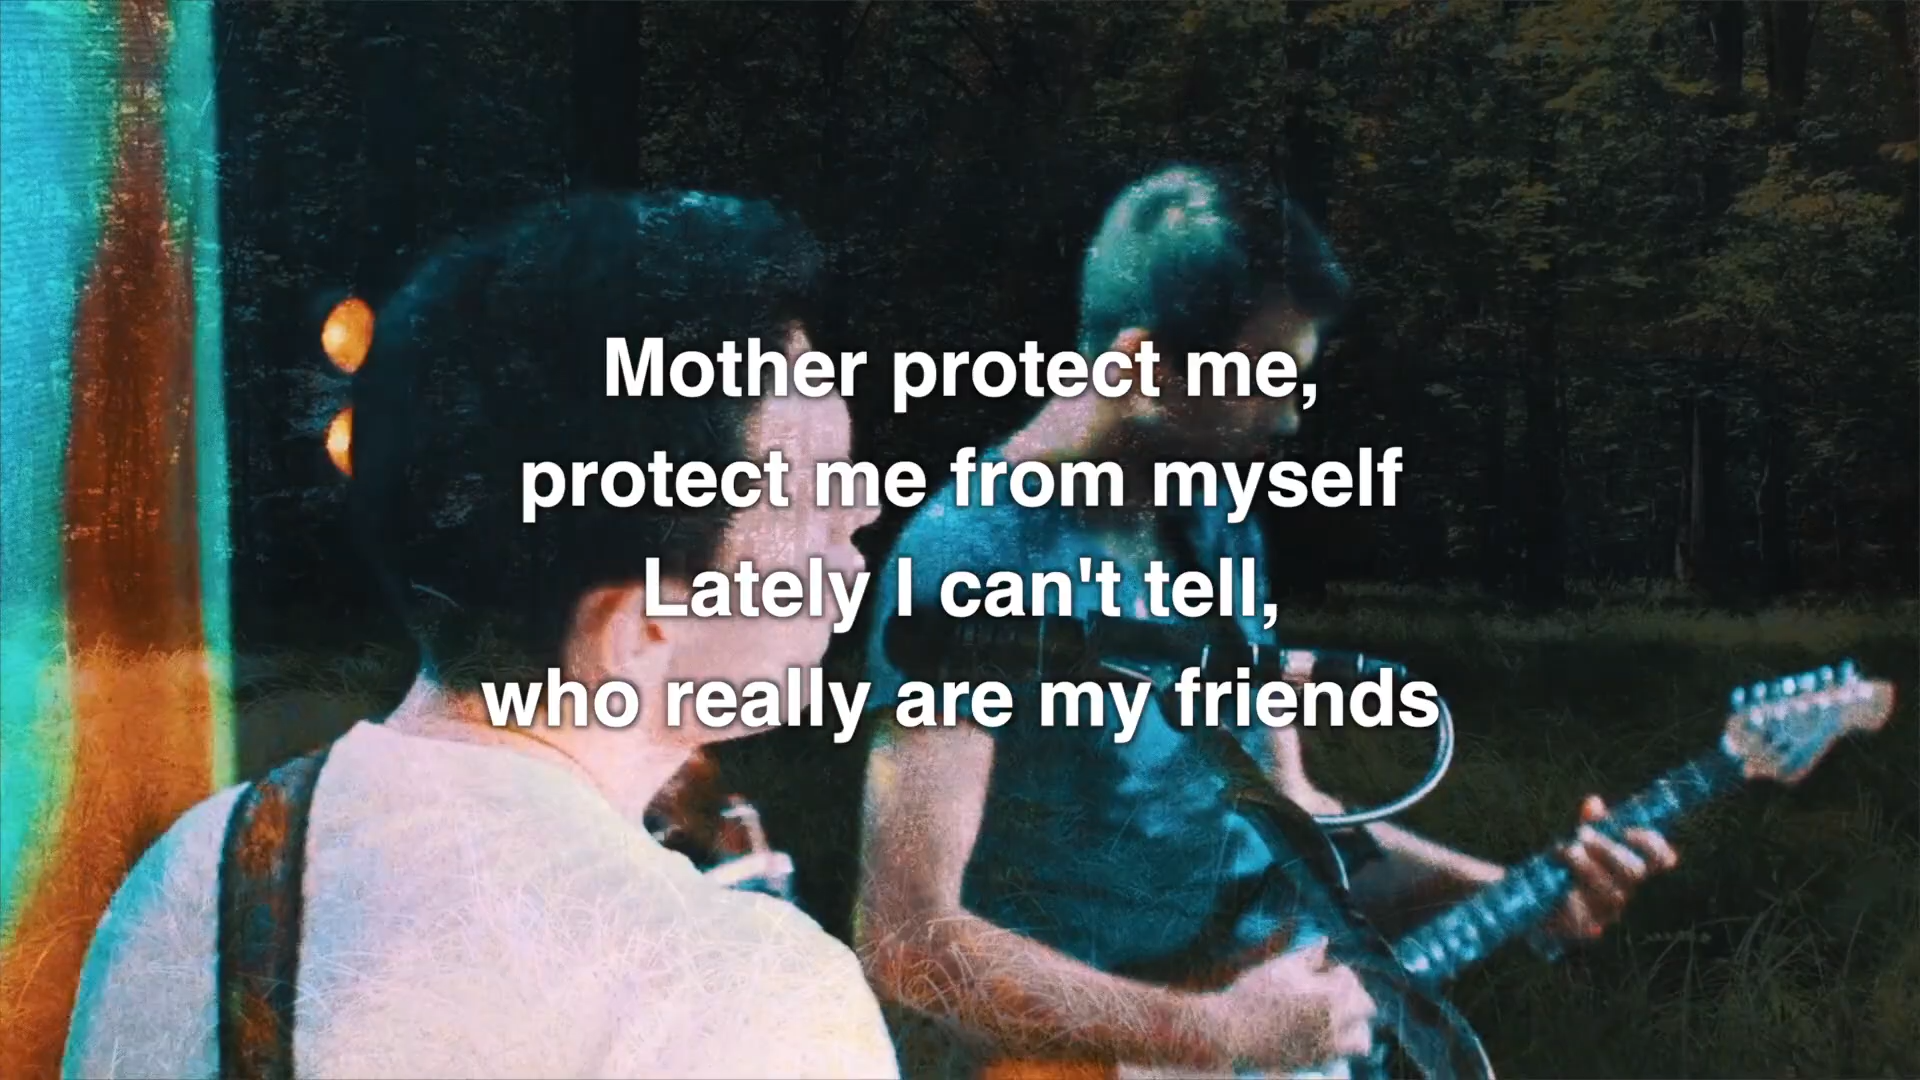 Mother protect me,
protect me from myself
Lately I can't tell,
who really are my friends